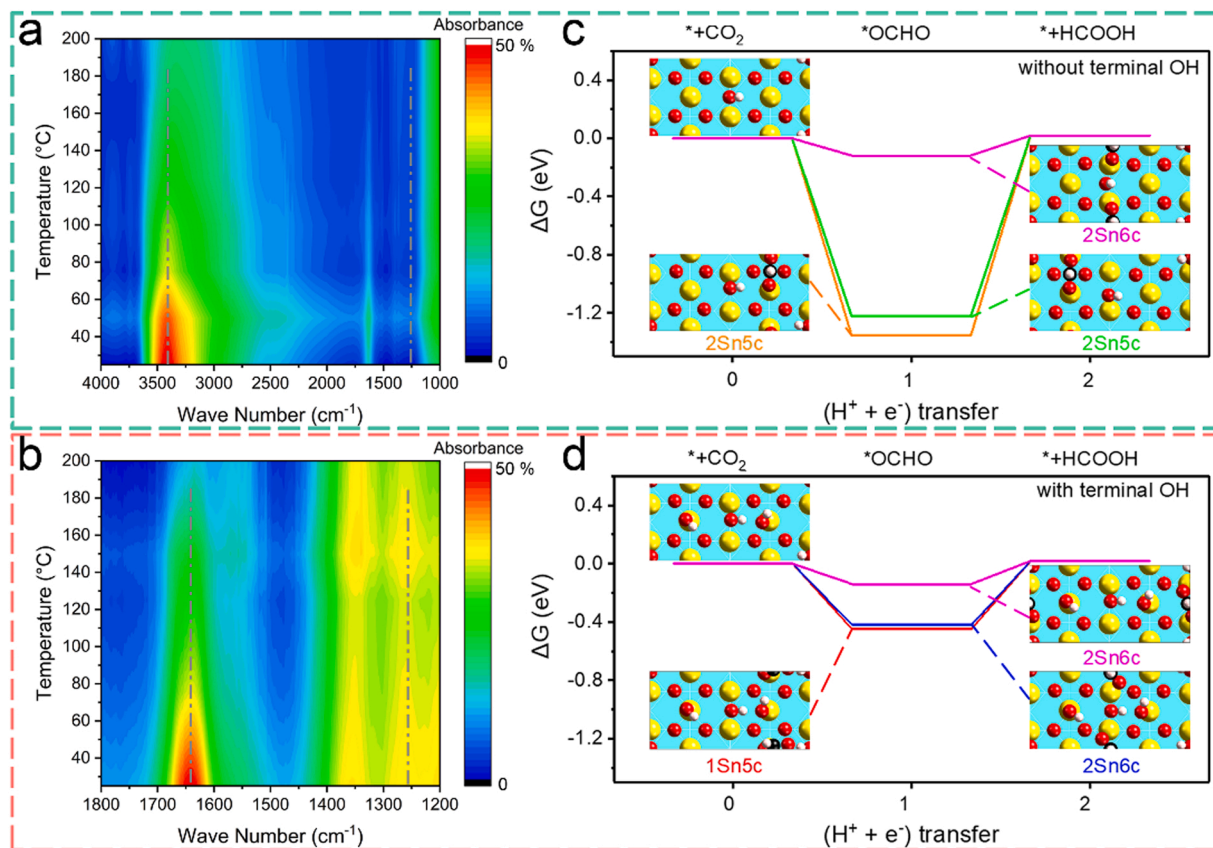 a
Absorbance
50 %
0
200
180
160
140
120
100
80
60
40
Temperature (°C)
4000 3500 3000 2500 2000 1500 1000
Wave Number (cm⁻¹)
c
*+CO₂ *OCHO *+HCOOH
without terminal OH
0.4
0.0
-0.4
-0.8
-1.2
ΔG (eV)
2Sn6c
2Sn5c
2Sn5c
0 1 2
(H⁺ + e⁻) transfer
b
Absorbance
50 %
0
200
180
160
140
120
100
80
60
40
Temperature (°C)
1800 1700 1600 1500 1400 1300 1200
Wave Number (cm⁻¹)
d
*+CO₂ *OCHO *+HCOOH
with terminal OH
0.4
0.0
-0.4
-0.8
-1.2
ΔG (eV)
2Sn6c
1Sn5c
2Sn6c
0 1 2
(H⁺ + e⁻) transfer